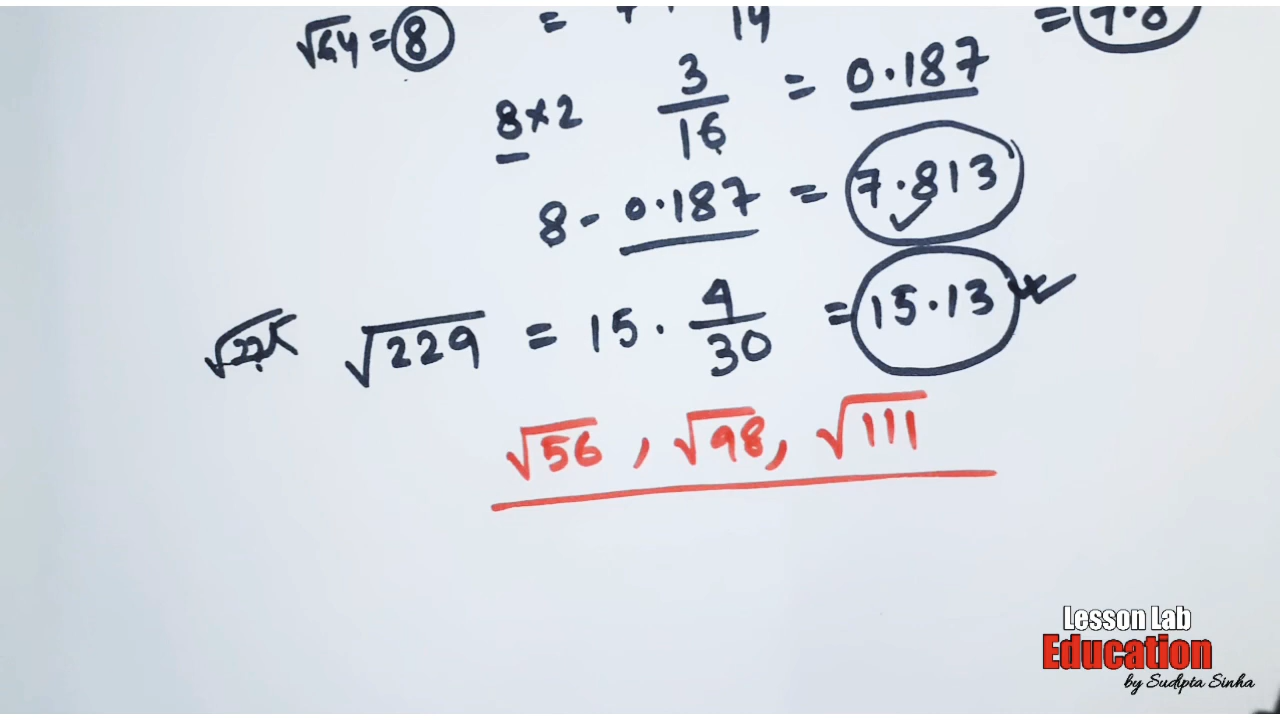 √64 = 8 = 14 = 7.8
8×2 3/16 = 0.187
8 - 0.187 = 7.813
√225 √229 = 15. 4/30 = 15.13
√56 , √98, √111
Lesson Lab
Education
by Sudipta Sinha